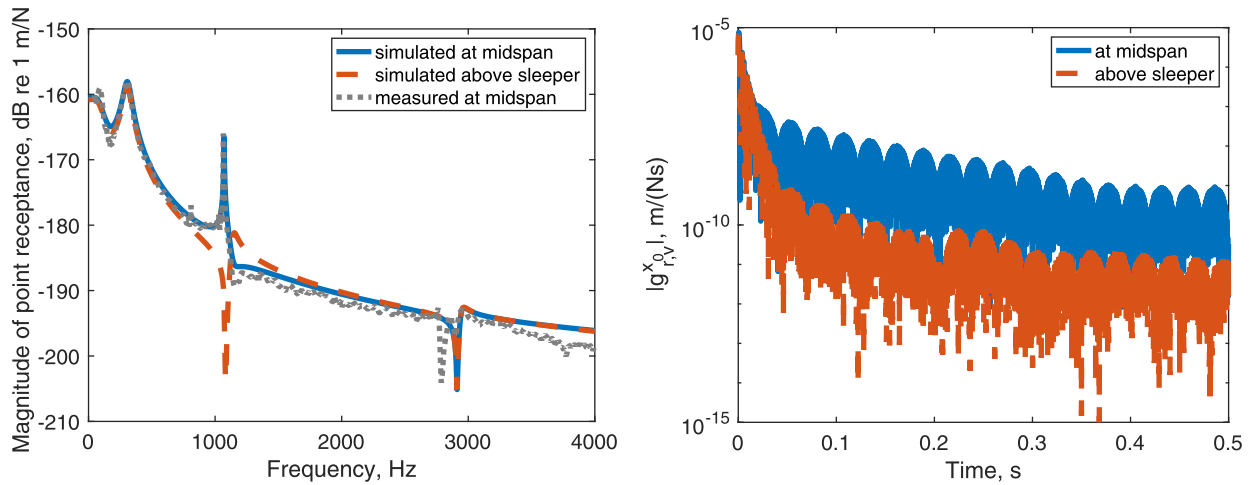 Magnitude of point receptance, dB re 1 m/N
-150
-160
-170
-180
-190
-200
-210
0
1000
2000
3000
4000
Frequency, Hz
simulated at midspan
simulated above sleeper
measured at midspan
|g^{x_0}_{r,v}|, m/(Ns)
10^{-5}
10^{-10}
10^{-15}
0
0.1
0.2
0.3
0.4
0.5
Time, s
at midspan
above sleeper